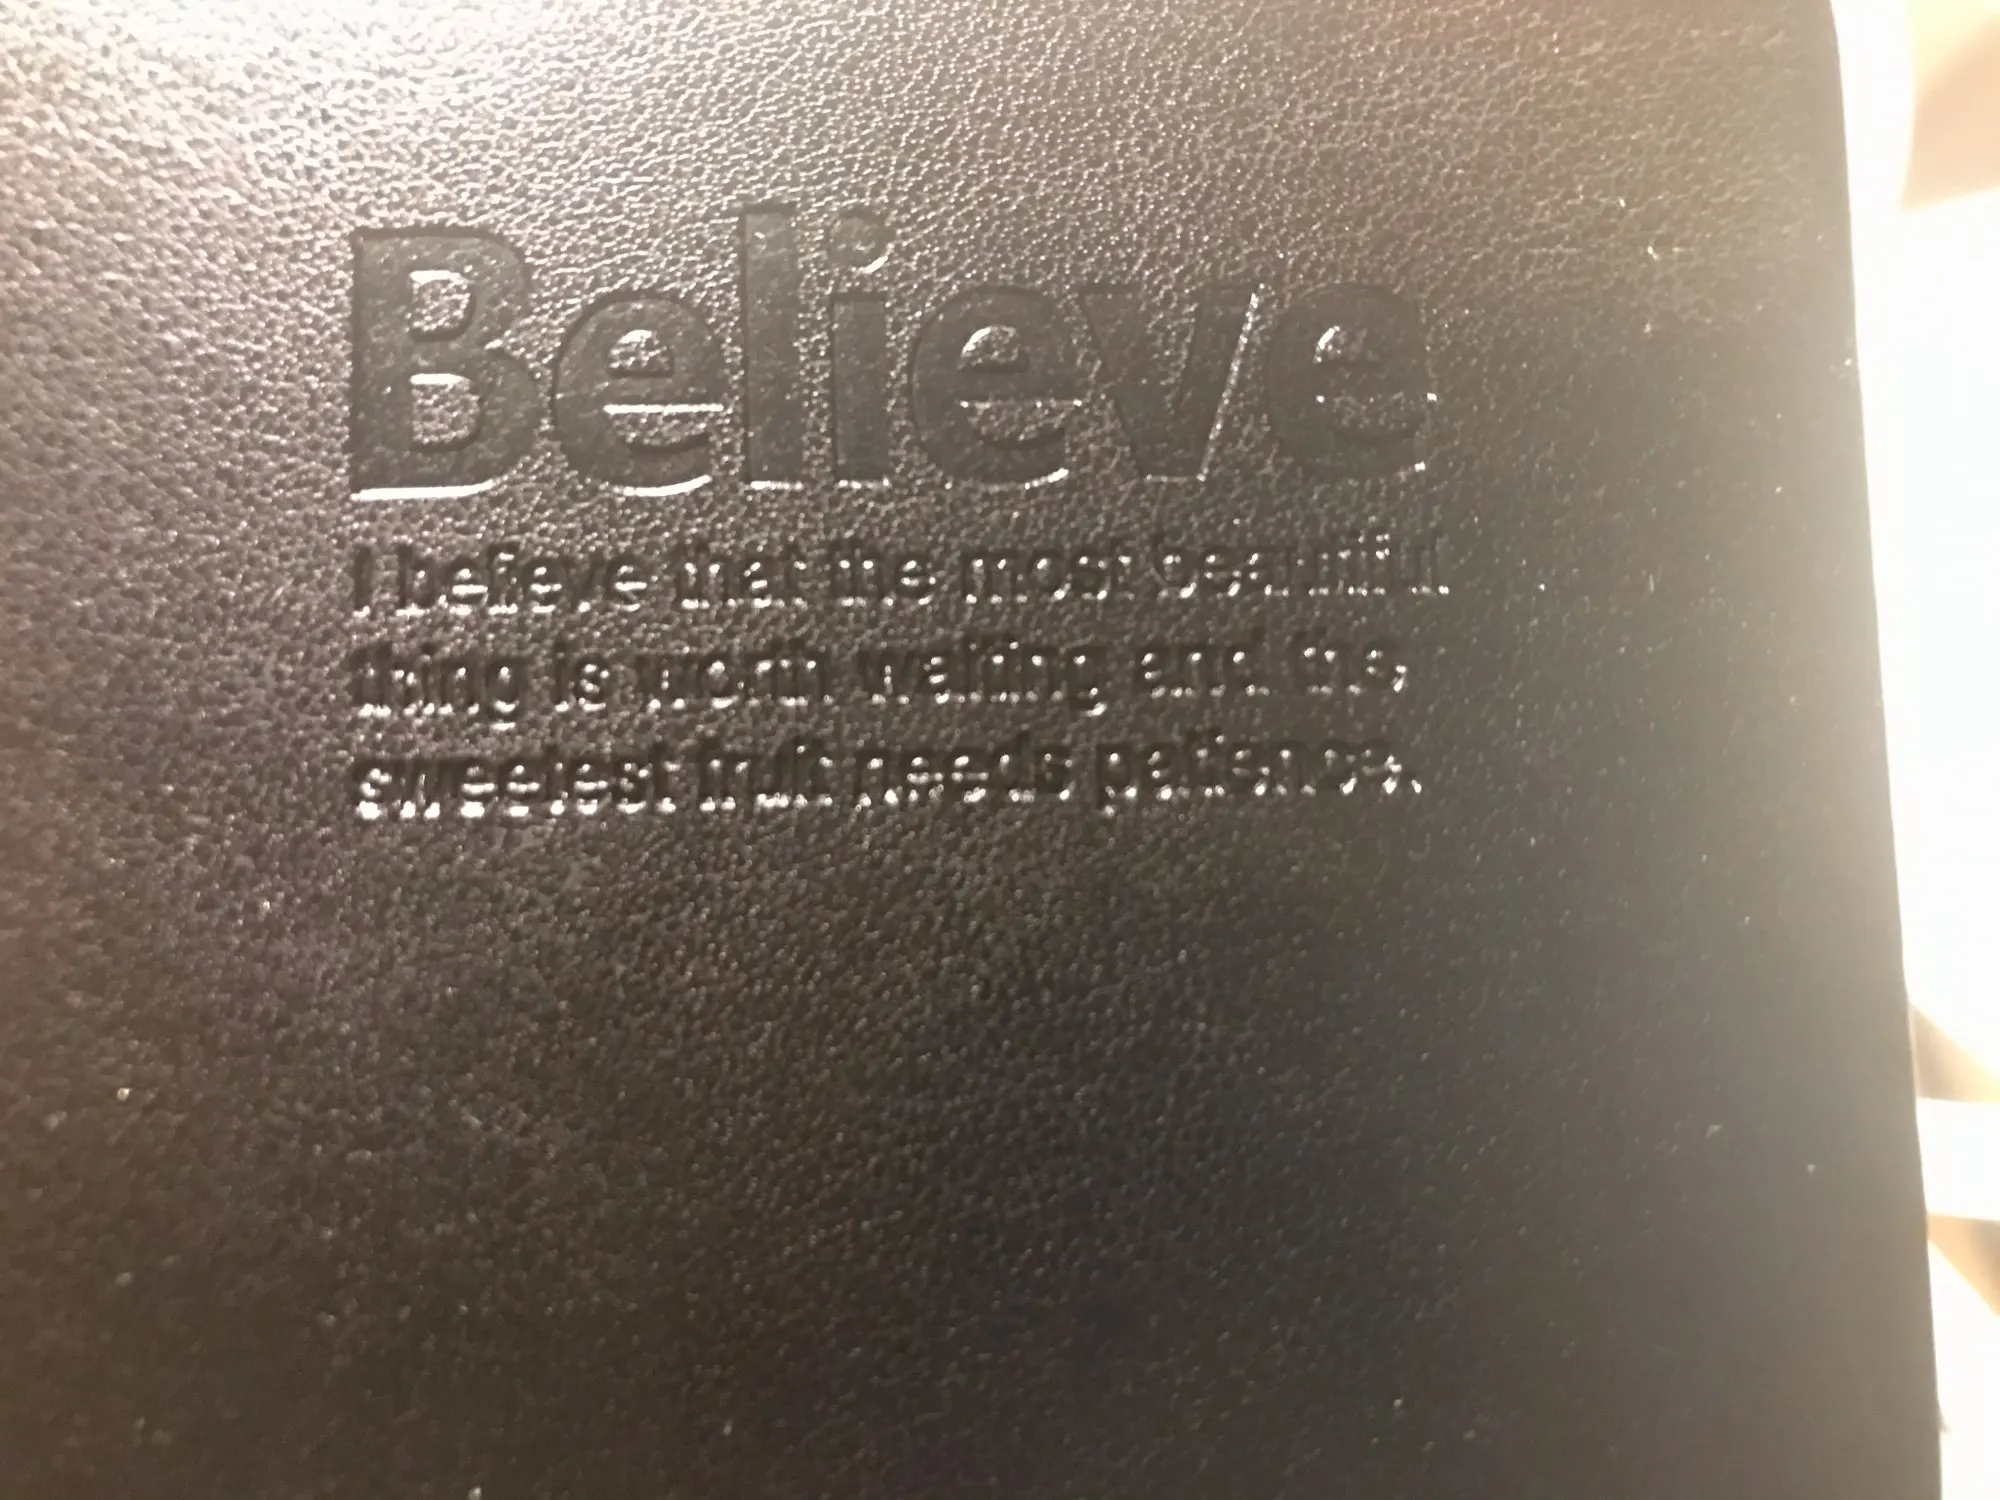 Believe
I believe that the most beautiful
thing is worth waiting and the,
sweetest fruit needs patience.